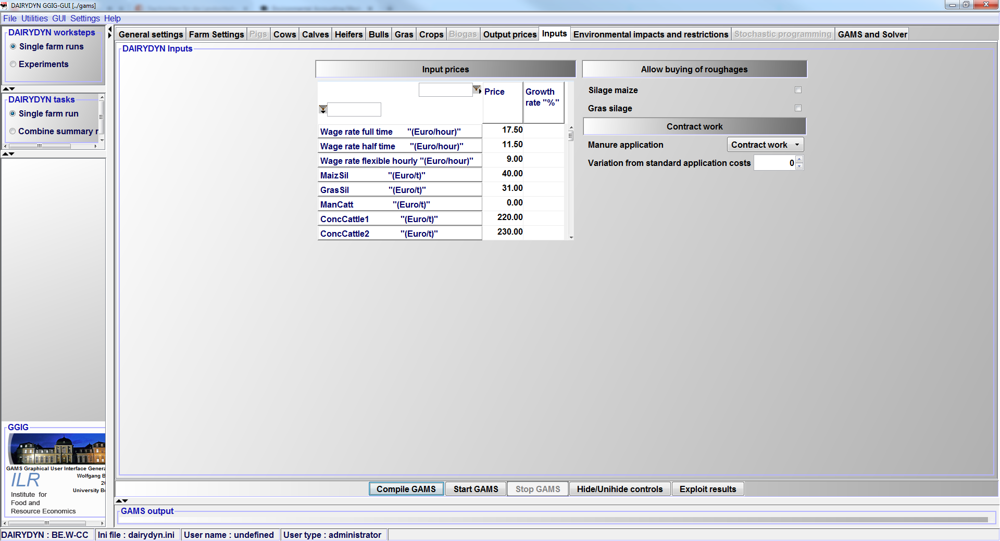 DAIRYDYN GGIG-GUI [../gams]
File Utilities GUI Settings Help
DAIRYDYN worksteps
Single farm runs
Experiments
DAIRYDYN tasks
Single farm run
Combine summary r
General settings Farm Settings Pigs Cows Calves Heifers Bulls Gras Crops Biogas Output prices Inputs Environmental impacts and restrictions Stochastic programming GAMS and Solver
DAIRYDYN Inputs
Input prices
Price Growth
rate "%"
Wage rate full time "(Euro/hour)" 17.50
Wage rate half time "(Euro/hour)" 11.50
Wage rate flexible hourly "(Euro/hour)" 9.00
MaizSil "(Euro/t)" 40.00
GrasSil "(Euro/t)" 31.00
ManCatt "(Euro/t)" 0.00
ConcCattle1 "(Euro/t)" 220.00
ConcCattle2 "(Euro/t)" 230.00
Allow buying of roughages
Silage maize
Gras silage
Contract work
Manure application Contract work
Variation from standard application costs 0
GGIG
GAMS Graphical User Interface Genera
Wolfgang B
20
University Bo
ILR
Institute for
Food and
Resource Economics
Compile GAMS Start GAMS Stop GAMS Hide/Unihide controls Exploit results
GAMS output
DAIRYDYN : BE.W-CC Ini file : dairydyn.ini User name : undefined User type : administrator